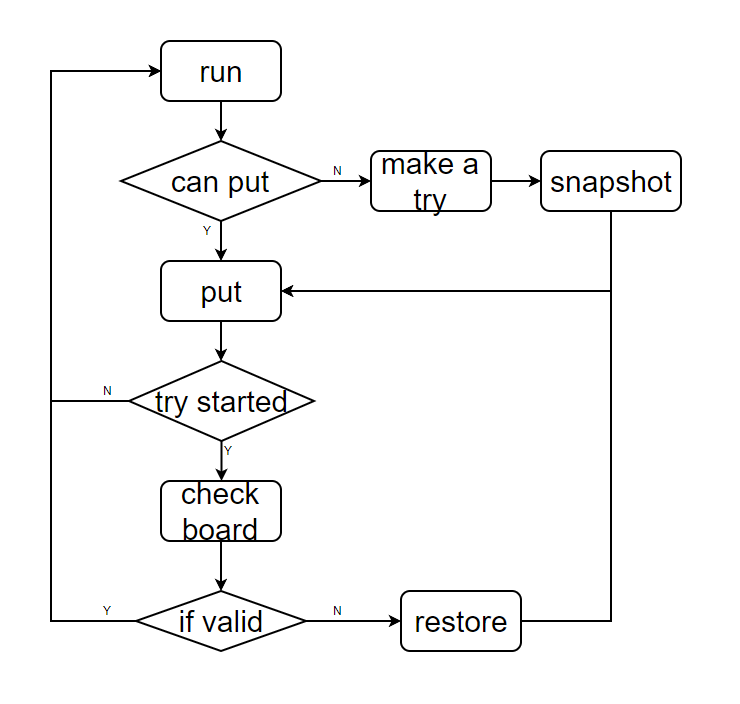 run
can put
N
make a
try
snapshot
Y
put
N
try started
Y
check
board
Y
if valid
N
restore